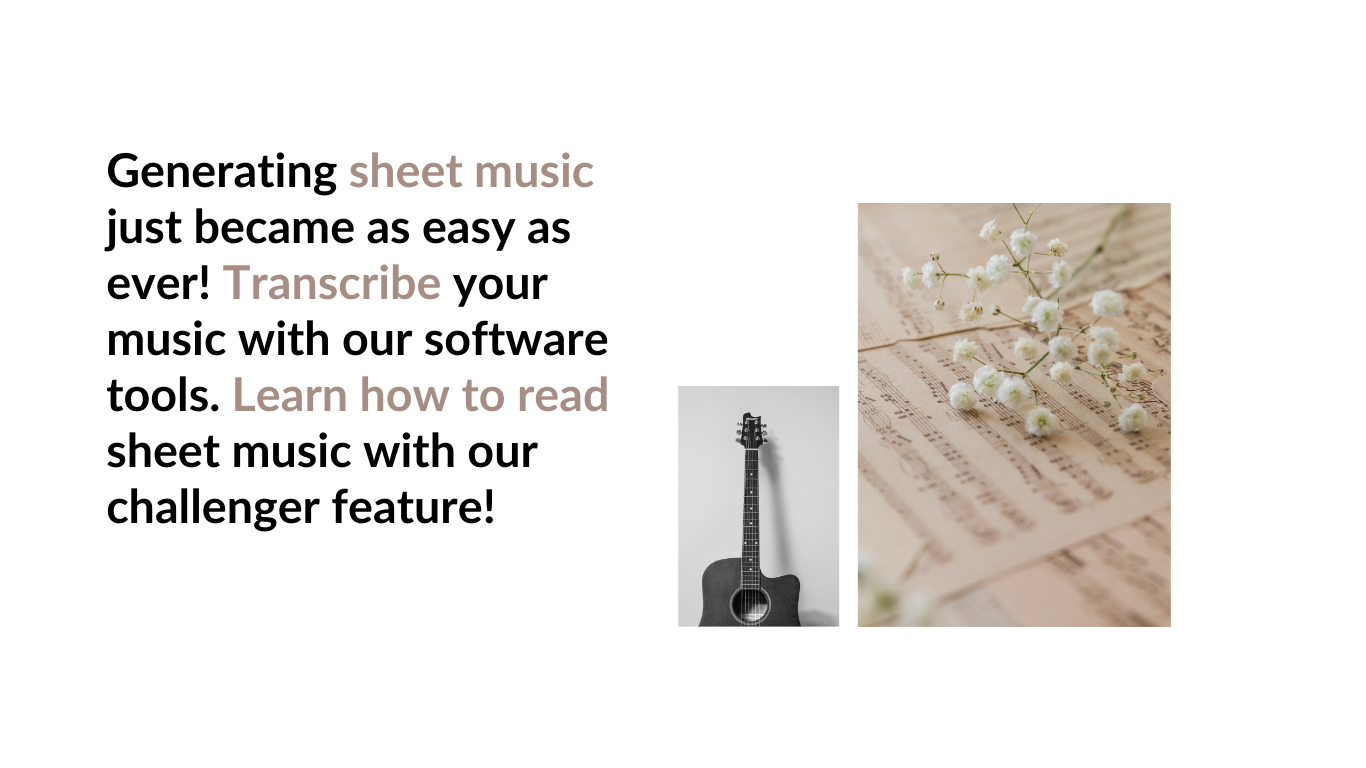 Generating sheet music
just became as easy as
ever! Transcribe your
music with our software
tools. Learn how to read
sheet music with our
challenger feature!